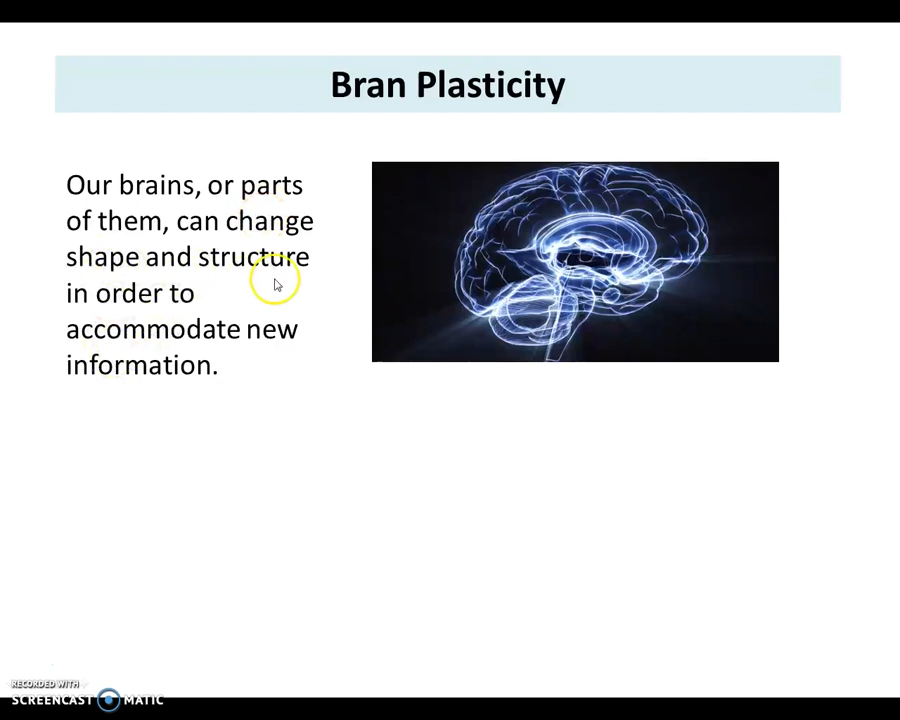 Bran Plasticity
Our brains, or parts
of them, can change
shape and structure
in order to
accommodate new
information.
RECORDED WITH
SCREENCAST MATIC